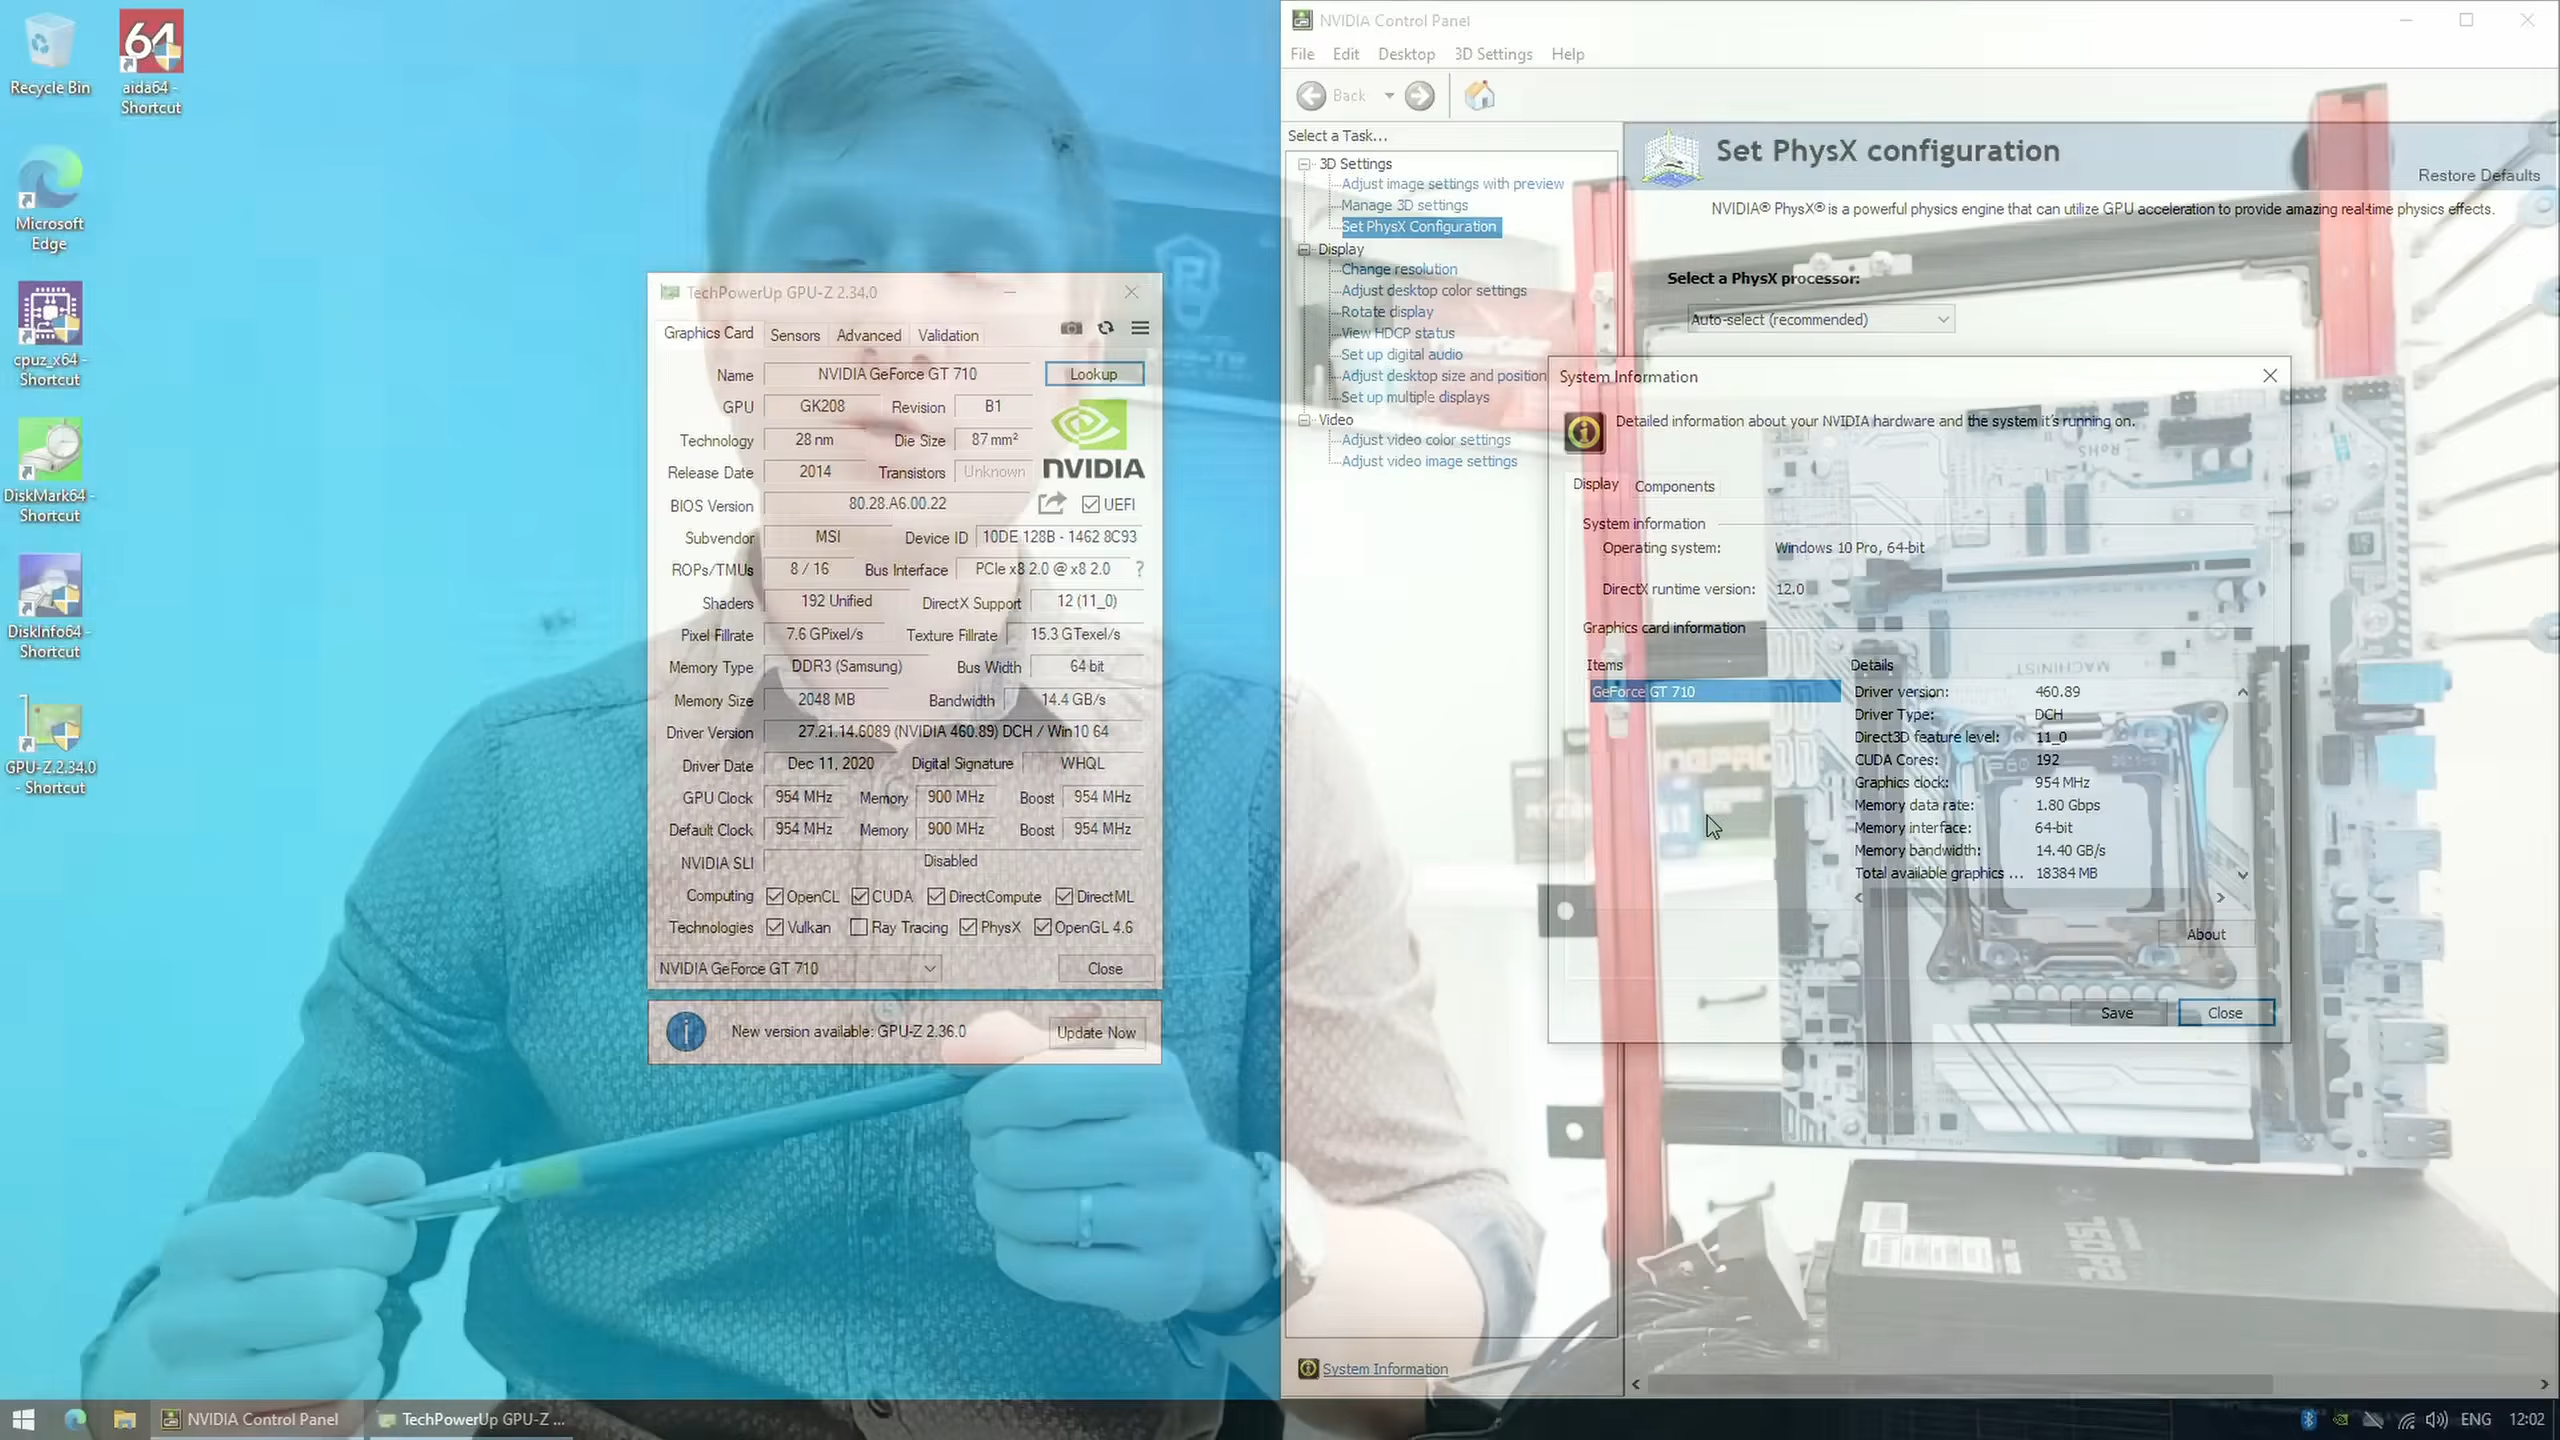 Recycle Bin
aida64 -
Shortcut
Microsoft
Edge
cpuz_x64 -
Shortcut
DiskMark64 -
Shortcut
DiskInfo64 -
Shortcut
GPU-Z.2.34.0
- Shortcut
TechPowerUp GPU-Z 2.34.0
Graphics Card Sensors Advanced Validation
Name NVIDIA GeForce GT 710 Lookup
GPU GK208 Revision B1
Technology 28 nm Die Size 87 mm²
Release Date 2014 Transistors Unknown
NVIDIA
BIOS Version 80.28.A6.00.22 UEFI
Subvendor MSI Device ID 10DE 128B - 1462 8C93
ROPs/TMUs 8 / 16 Bus Interface PCIe x8 2.0 @ x8 2.0 ?
Shaders 192 Unified DirectX Support 12 (11_0)
Pixel Fillrate 7.6 GPixel/s Texture Fillrate 15.3 GTexel/s
Memory Type DDR3 (Samsung) Bus Width 64 bit
Memory Size 2048 MB Bandwidth 14.4 GB/s
Driver Version 27.21.14.6089 (NVIDIA 460.89) DCH / Win10 64
Driver Date Dec 11, 2020 Digital Signature WHQL
GPU Clock 954 MHz Memory 900 MHz Boost 954 MHz
Default Clock 954 MHz Memory 900 MHz Boost 954 MHz
NVIDIA SLI Disabled
Computing OpenCL CUDA DirectCompute DirectML
Technologies Vulkan Ray Tracing PhysX OpenGL 4.6
NVIDIA GeForce GT 710 Close
New version available: GPU-Z 2.36.0 Update Now
NVIDIA Control Panel
File Edit Desktop 3D Settings Help
Back
Select a Task...
3D Settings
Adjust image settings with preview
Manage 3D settings
Set PhysX Configuration
Display
Change resolution
Adjust desktop color settings
Rotate display
View HDCP status
Set up digital audio
Adjust desktop size and position
Set up multiple displays
Video
Adjust video color settings
Adjust video image settings
System Information
Set PhysX configuration
Restore Defaults
NVIDIA® PhysX® is a powerful physics engine that can utilize GPU acceleration to provide amazing real-time physics effects.
Select a PhysX processor:
Auto-select (recommended)
System Information
Detailed information about your NVIDIA hardware and the system it's running on.
Display Components
System information
Operating system: Windows 10 Pro, 64-bit
DirectX runtime version: 12.0
Graphics card information
Items Details
GeForce GT 710
Driver version: 460.89
Driver Type: DCH
Direct3D feature level: 11_0
CUDA Cores: 192
Graphics clock: 954 MHz
Memory data rate: 1.80 Gbps
Memory interface: 64-bit
Memory bandwidth: 14.40 GB/s
Total available graphics ... 18384 MB
About
Save Close
RoHS
MACHINIST
NVIDIA Control Panel TechPowerUp GPU-Z ... ENG 12:02